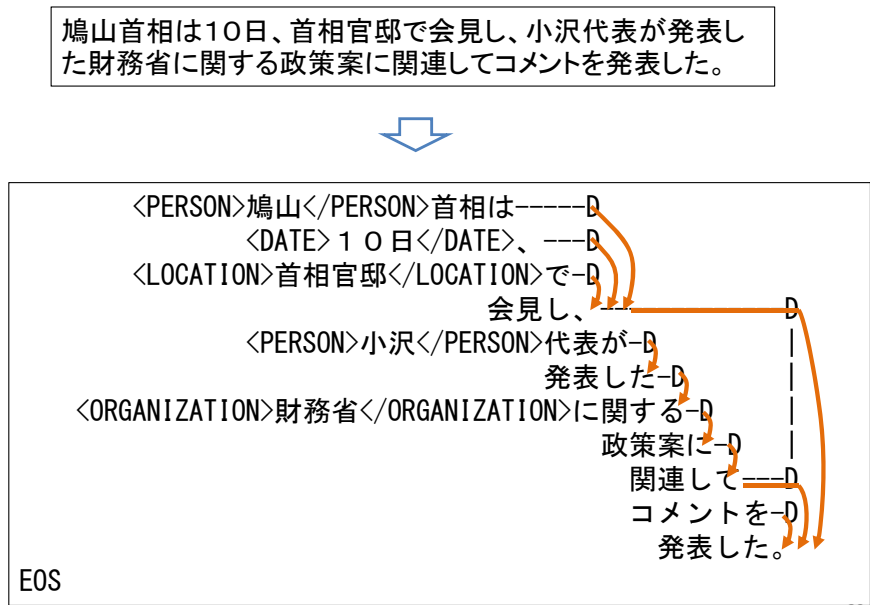 鳩山首相は１０日、首相官邸で会見し、小沢代表が発表し
た財務省に関する政策案に関連してコメントを発表した。
<PERSON>鳩山</PERSON>首相は-----D
<DATE>１０日</DATE>、---D
<LOCATION>首相官邸</LOCATION>で-D
会見し、-------------D
<PERSON>小沢</PERSON>代表が-D |
発表した-D |
<ORGANIZATION>財務省</ORGANIZATION>に関する-D |
政策案に-D |
関連して---D
コメントを-D
発表した。
EOS